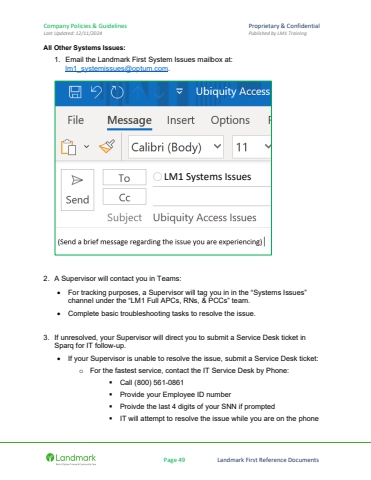 Company Policies & Guidelines
Proprietary & Confidential
Last Updated: 12/11/2024
Published by LMS Training
All Other Systems Issues:
1. Email the Landmark First System Issues mailbox at:
lm1_systemissues@optum.com.
Ubiquity Access
File Message Insert Options F
Calibri (Body) 11
Send
To LM1 Systems Issues
Cc
Subject Ubiquity Access Issues
(Send a brief message regarding the issue you are experiencing)
2. A Supervisor will contact you in Teams:
• For tracking purposes, a Supervisor will tag you in in the "Systems Issues"
channel under the "LM1 Full APCs, RNs, & PCCs" team.
• Complete basic troubleshooting tasks to resolve the issue.
3. If unresolved, your Supervisor will direct you to submit a Service Desk ticket in
Sparq for IT follow-up.
• If your Supervisor is unable to resolve the issue, submit a Service Desk ticket:
o For the fastest service, contact the IT Service Desk by Phone:
▪ Call (800) 561-0861
▪ Provide your Employee ID number
▪ Proivde the last 4 digits of your SNN if prompted
▪ IT will attempt to resolve the issue while you are on the phone
Landmark
Page 49
Landmark First Reference Documents